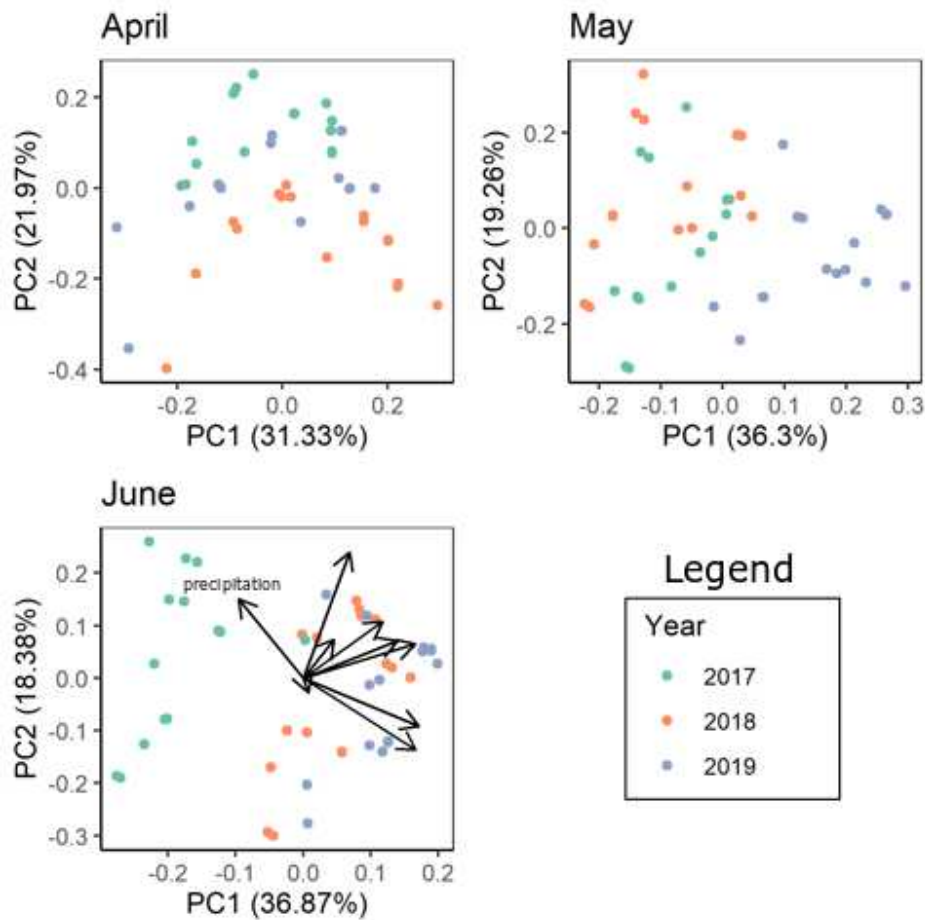 April
May
0.2
0.0
-0.2
-0.4
PC2 (21.97%)
-0.2
0.0
0.2
PC1 (31.33%)
0.2
0.0
-0.2
PC2 (19.26%)
-0.2
-0.1
0.0
0.1
0.2
0.3
PC1 (36.3%)
June
0.2
0.1
0.0
-0.1
-0.2
-0.3
PC2 (18.38%)
precipitation
-0.2
-0.1
0.0
0.1
0.2
PC1 (36.87%)
Legend
Year
2017
2018
2019